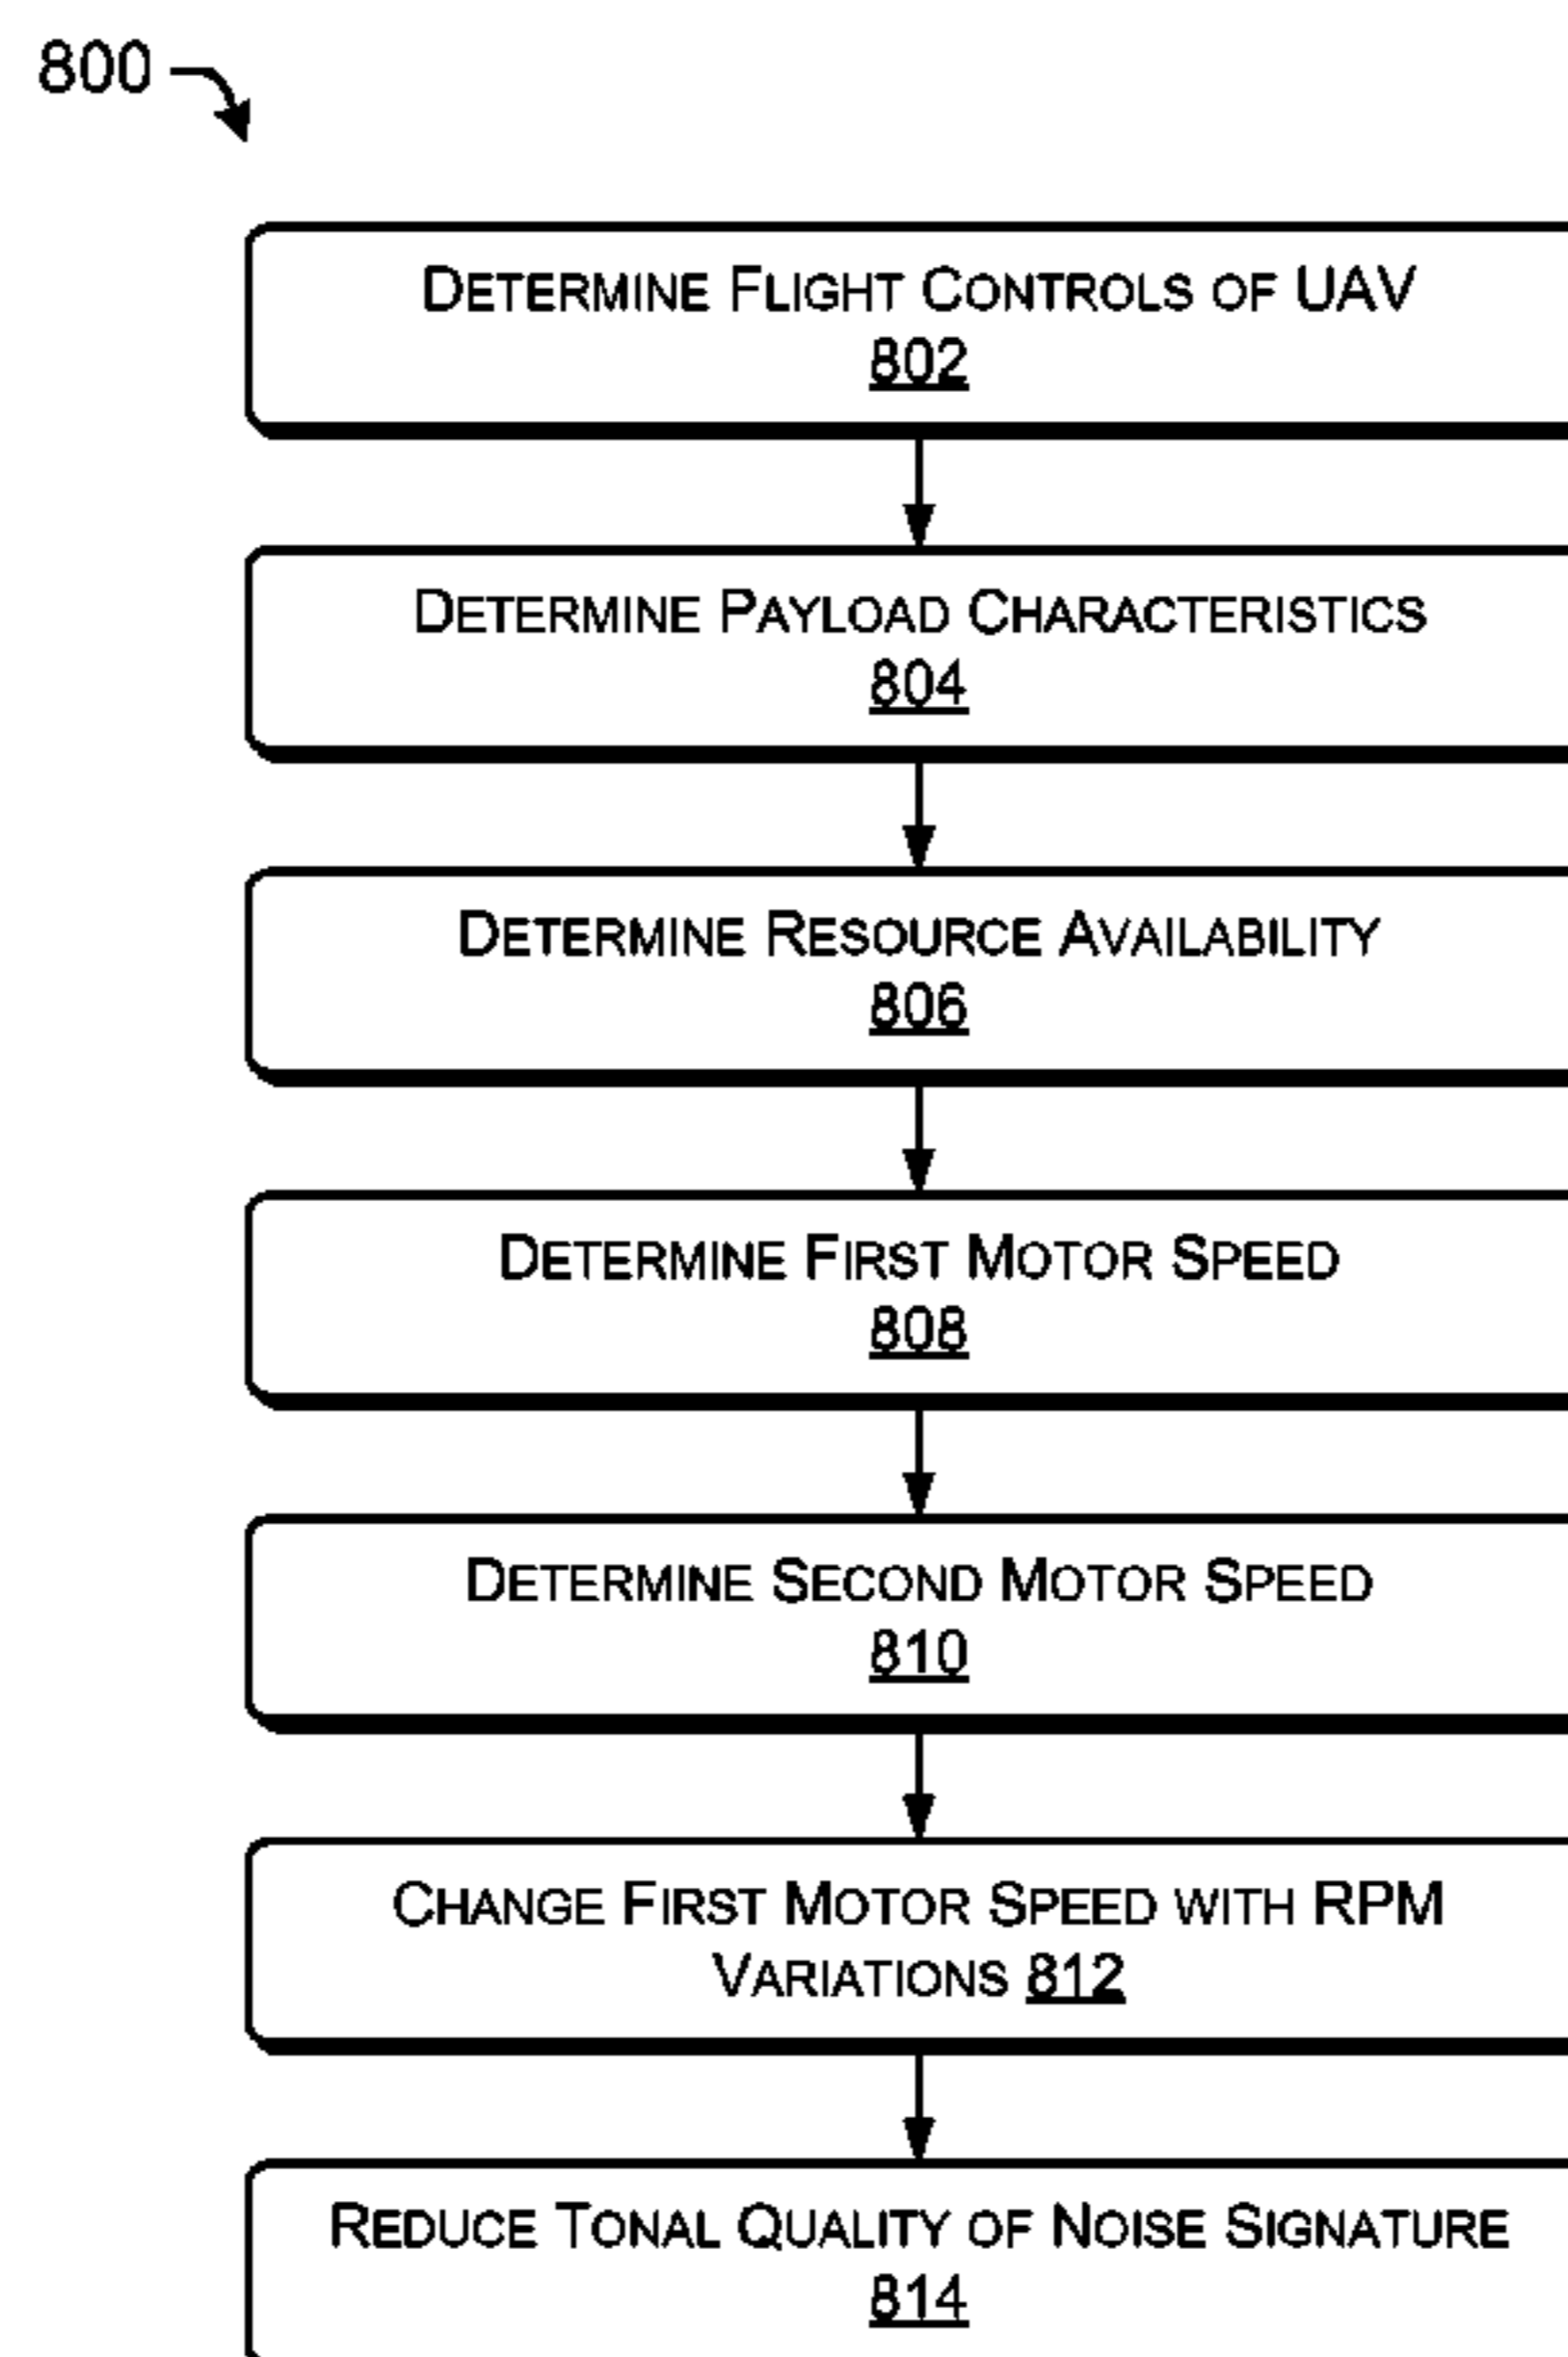 800
DETERMINE FLIGHT CONTROLS OF UAV
802
DETERMINE PAYLOAD CHARACTERISTICS
804
DETERMINE RESOURCE AVAILABILITY
806
DETERMINE FIRST MOTOR SPEED
808
DETERMINE SECOND MOTOR SPEED
810
CHANGE FIRST MOTOR SPEED WITH RPM
VARIATIONS 812
REDUCE TONAL QUALITY OF NOISE SIGNATURE
814